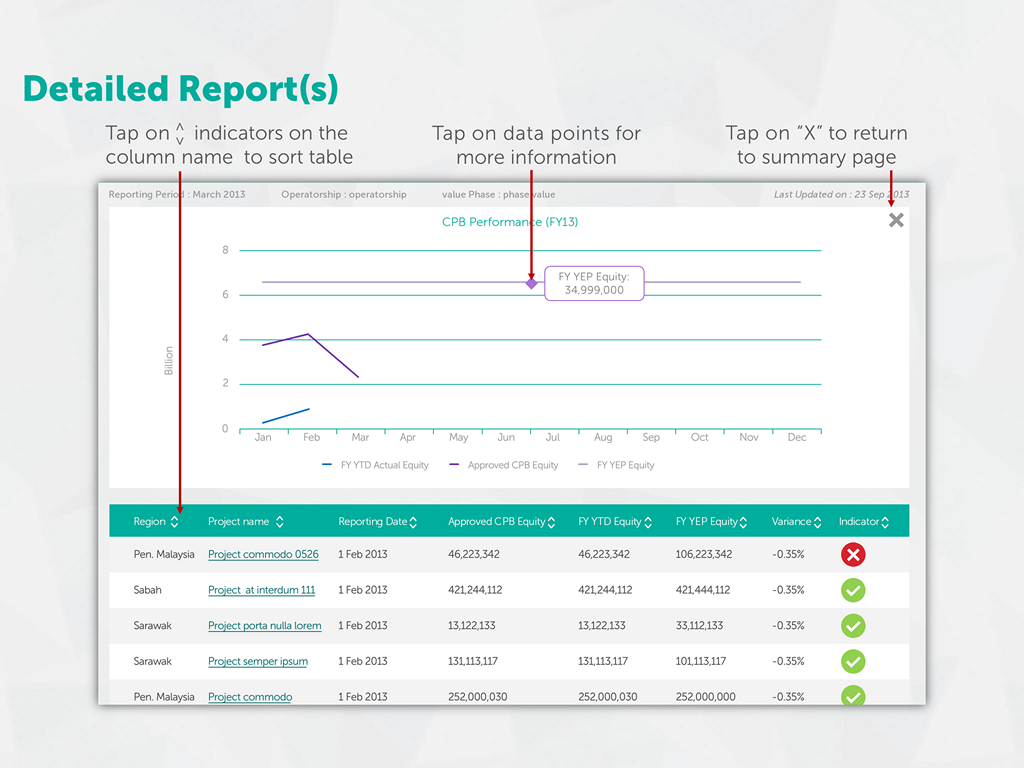 Detailed Report(s)
Tap on indicators on the
column name to sort table
Tap on data points for
more information
Tap on "X" to return
to summary page
Reporting Period : March 2013 Operatorship : operatorship value Phase : phase value Last Updated on : 23 Sep 2013
CPB Performance (FY13)
8
6
4
2
0
Billion
FY YEP Equity:
34,999,000
Jan Feb Mar Apr May Jun Jul Aug Sep Oct Nov Dec
FY YTD Actual Equity Approved CPB Equity FY YEP Equity
Region Project name Reporting Date Approved CPB Equity FY YTD Equity FY YEP Equity Variance Indicator
Pen. Malaysia Project commodo 0526 1 Feb 2013 46,223,342 46,223,342 106,223,342 -0.35%
Sabah Project at interdum 111 1 Feb 2013 421,244,112 421,244,112 421,444,112 -0.35%
Sarawak Project porta nulla lorem 1 Feb 2013 13,122,133 13,122,133 33,112,133 -0.35%
Sarawak Project semper ipsum 1 Feb 2013 131,113,117 131,113,117 101,113,117 -0.35%
Pen. Malaysia Project commodo 1 Feb 2013 252,000,030 252,000,030 252,000,000 -0.35%